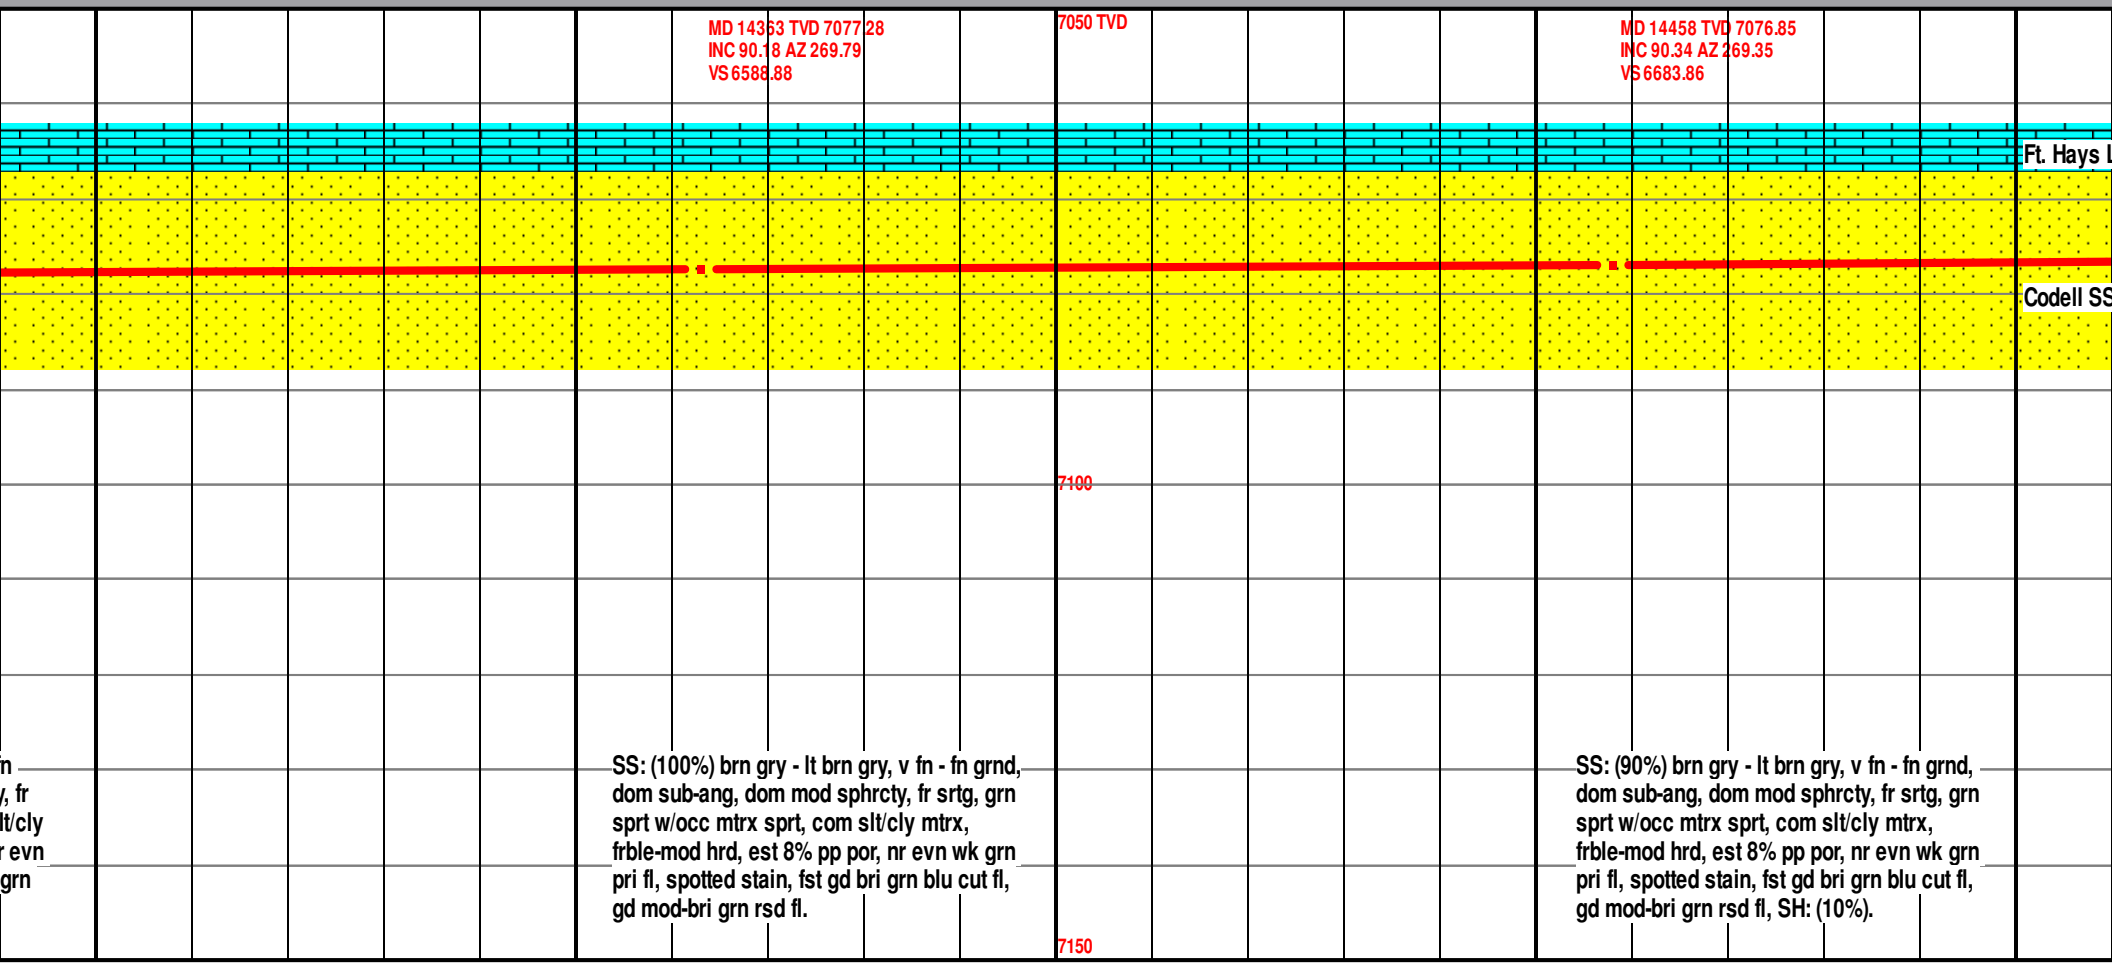 MD 14363 TVD 7077.28
INC 90.18 AZ 269.79
VS 6588.88
7050 TVD
MD 14458 TVD 7076.85
INC 90.34 AZ 269.35
VS 6683.86
Ft. Hays L
Codell SS
7100
fn
y, fr
lt/cly
r evn
grn
SS: (100%) brn gry - lt brn gry, v fn - fn grnd,
dom sub-ang, dom mod sphrcty, fr srtg, grn
sprt w/occ mtrx sprt, com slt/cly mtrx,
frble-mod hrd, est 8% pp por, nr evn wk grn
pri fl, spotted stain, fst gd bri grn blu cut fl,
gd mod-bri grn rsd fl.
SS: (90%) brn gry - lt brn gry, v fn - fn grnd,
dom sub-ang, dom mod sphrcty, fr srtg, grn
sprt w/occ mtrx sprt, com slt/cly mtrx,
frble-mod hrd, est 8% pp por, nr evn wk grn
pri fl, spotted stain, fst gd bri grn blu cut fl,
gd mod-bri grn rsd fl, SH: (10%).
7150